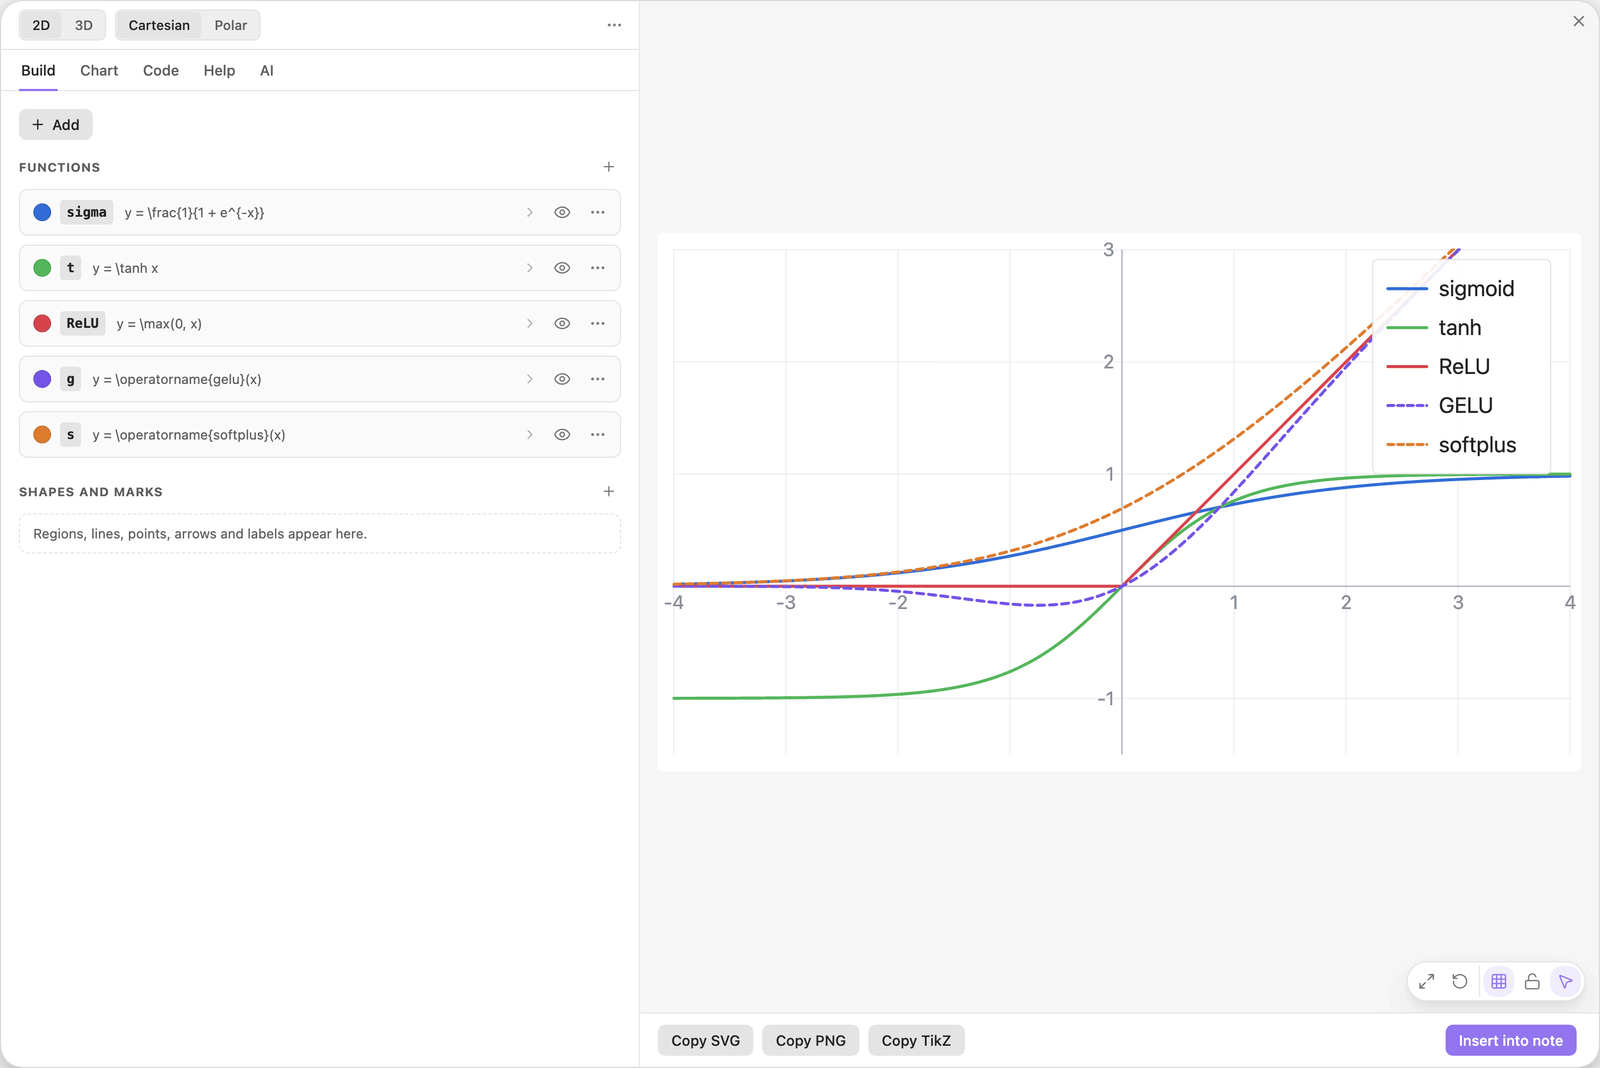 2D 3D Cartesian Polar
Build Chart Code Help AI
+ Add
FUNCTIONS
sigma y = \frac{1}{1 + e^{-x}}
t y = \tanh x
ReLU y = \max(0, x)
g y = \operatorname{gelu}(x)
s y = \operatorname{softplus}(x)
SHAPES AND MARKS
Regions, lines, points, arrows and labels appear here.
3
2
1
-4 -3 -2 1 2 3 4
-1
sigmoid
tanh
ReLU
GELU
softplus
Copy SVG Copy PNG Copy TikZ Insert into note